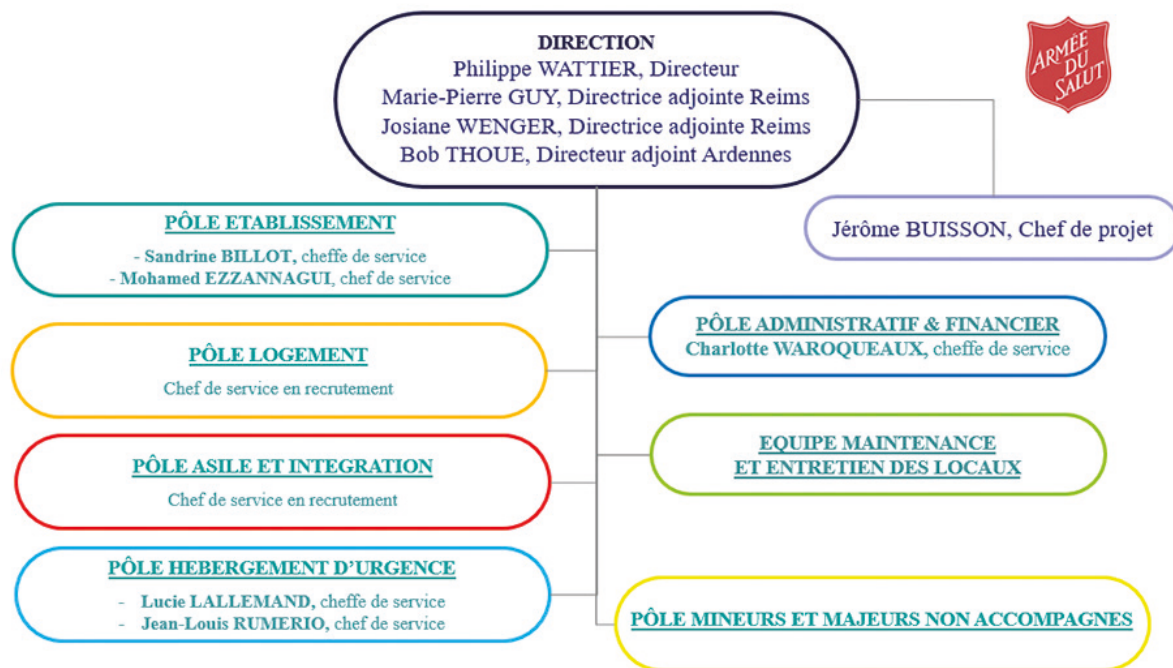 DIRECTION
Philippe WATTIER, Directeur
Marie-Pierre GUY, Directrice adjointe Reims
Josiane WENGER, Directrice adjointe Reims
Bob THOUE, Directeur adjoint Ardennes
ARMÉE
DU
SALUT
Jérôme BUISSON, Chef de projet
PÔLE ETABLISSEMENT
- Sandrine BILLOT, cheffe de service
- Mohamed EZZANNAGUI, chef de service
PÔLE ADMINISTRATIF & FINANCIER
Charlotte WAROQUEAUX, cheffe de service
PÔLE LOGEMENT
Chef de service en recrutement
EQUIPE MAINTENANCE
ET ENTRETIEN DES LOCAUX
PÔLE ASILE ET INTEGRATION
Chef de service en recrutement
PÔLE HEBERGEMENT D'URGENCE
- Lucie LALLEMAND, cheffe de service
- Jean-Louis RUMERIO, chef de service
PÔLE MINEURS ET MAJEURS NON ACCOMPAGNES